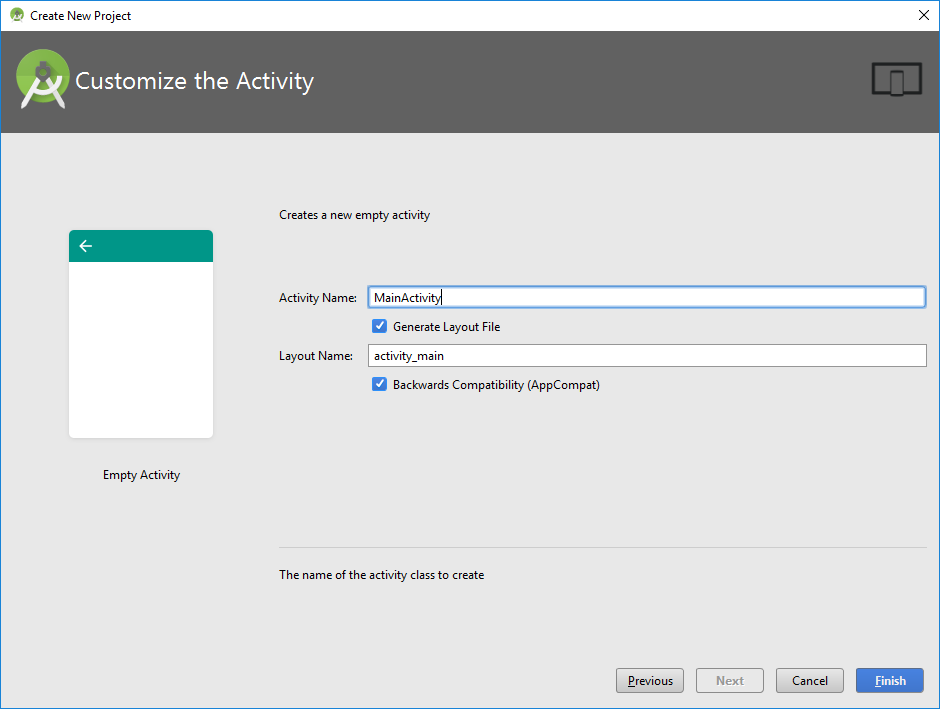 Create New Project
Customize the Activity
Creates a new empty activity
Activity Name: MainActivity
Generate Layout File
Layout Name: activity_main
Backwards Compatibility (AppCompat)
Empty Activity
The name of the activity class to create
Previous Next Cancel Finish